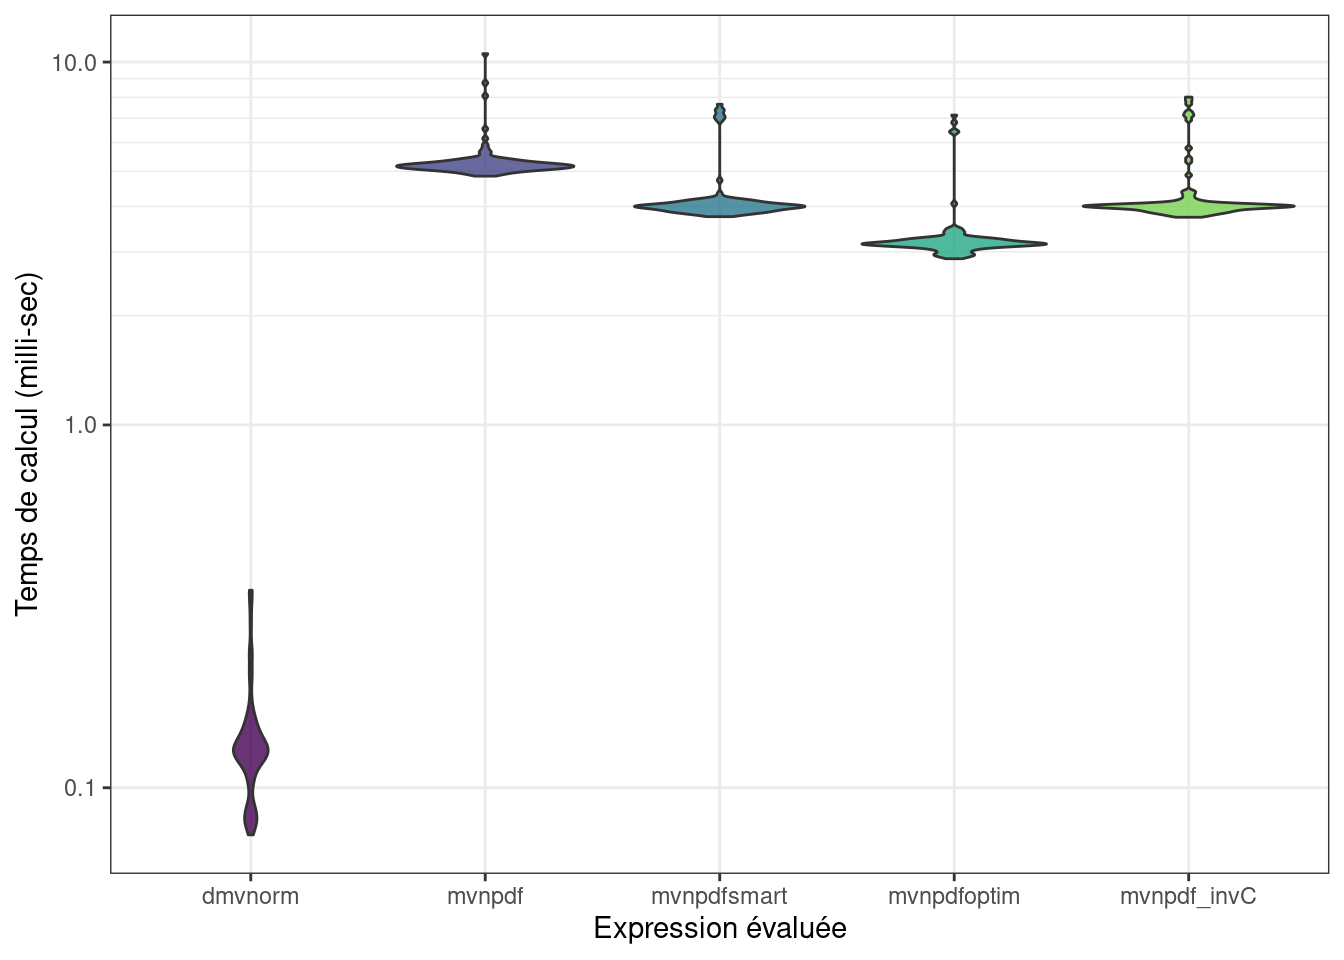 10.0
1.0
0.1
Temps de calcul (milli-sec)
dmvnorm
mvnpdf
mvnpdfsmart
mvnpdfoptim
mvnpdf_invC
Expression évaluée